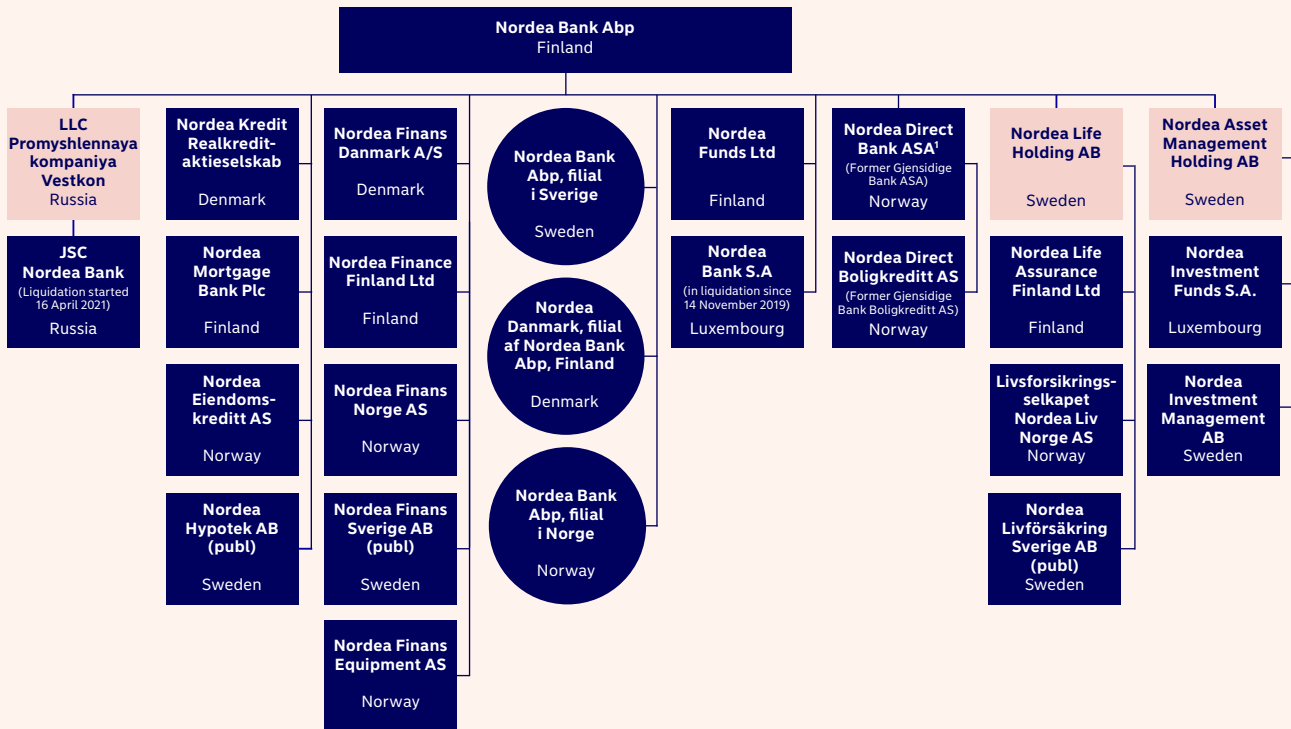 Nordea Bank Abp
Finland
LLC
Promyshlennaya
kompaniya
Vestkon
Russia
JSC
Nordea Bank
(Liquidation started
16 April 2021)
Russia
Nordea Kredit
Realkredit-
aktieselskab
Denmark
Nordea
Mortgage
Bank Plc
Finland
Nordea
Eiendoms-
kreditt AS
Norway
Nordea
Hypotek AB
(publ)
Sweden
Nordea Finans
Danmark A/S
Denmark
Nordea Finance
Finland Ltd
Finland
Nordea Finans
Norge AS
Norway
Nordea Finans
Sverige AB
(publ)
Sweden
Nordea Finans
Equipment AS
Norway
Nordea Bank
Abp, filial
i Sverige
Sweden
Nordea
Danmark, filial
af Nordea Bank
Abp, Finland
Denmark
Nordea Bank
Abp, filial
i Norge
Norway
Nordea
Funds Ltd
Finland
Nordea
Bank S.A
(in liquidation since
14 November 2019)
Luxembourg
Nordea Direct
Bank ASA¹
(Former Gjensidige
Bank ASA)
Norway
Nordea Direct
Boligkreditt AS
(Former Gjensidige
Bank Boligkreditt AS)
Norway
Nordea Life
Holding AB
Sweden
Nordea Life
Assurance
Finland Ltd
Finland
Livsforsikrings-
selkapet
Nordea Liv
Norge AS
Norway
Nordea
Livförsäkring
Sverige AB
(publ)
Sweden
Nordea Asset
Management
Holding AB
Sweden
Nordea
Investment
Funds S.A.
Luxembourg
Nordea
Investment
Management
AB
Sweden